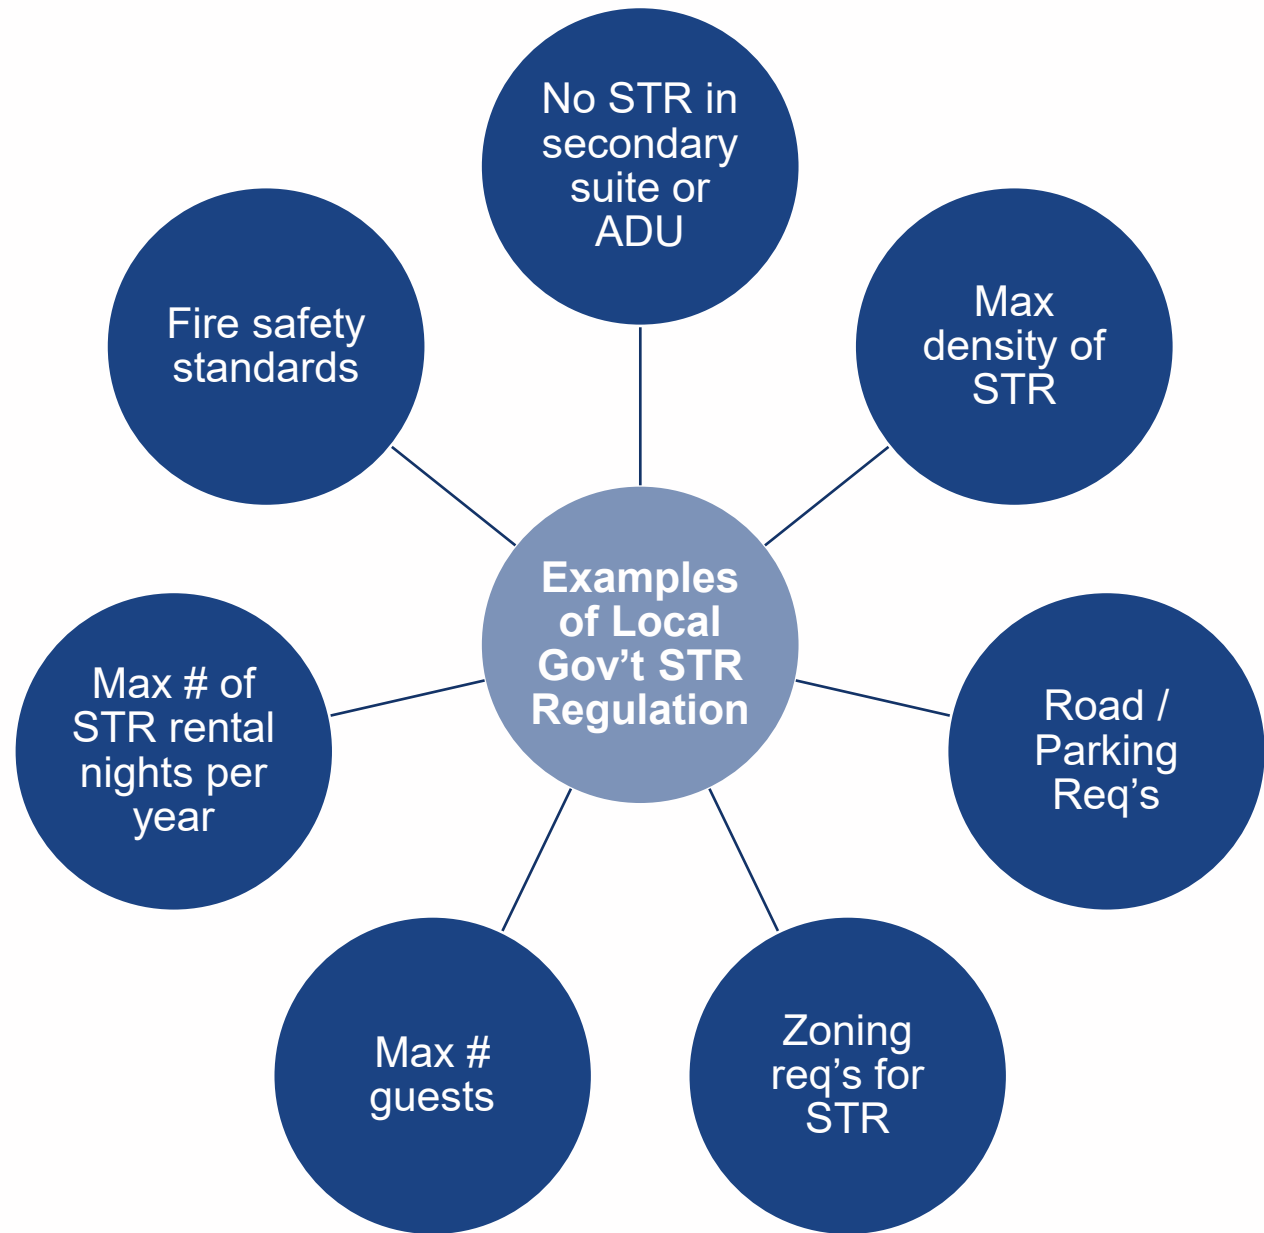 No STR in
secondary
suite or
ADU
Max
density of
STR
Road /
Parking
Req’s
Zoning
req’s for
STR
Max #
guests
Max # of
STR rental
nights per
year
Fire safety
standards
Examples
of Local
Gov’t STR
Regulation